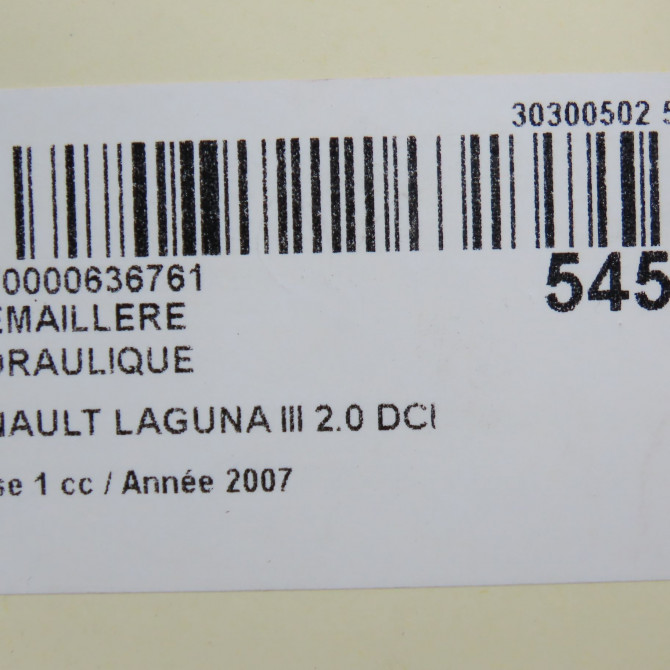 30300502 5
0000636761
545
EMAILLERE
DRAULIQUE
NAULT LAGUNA III 2.0 DCI
se 1 cc / Année 2007